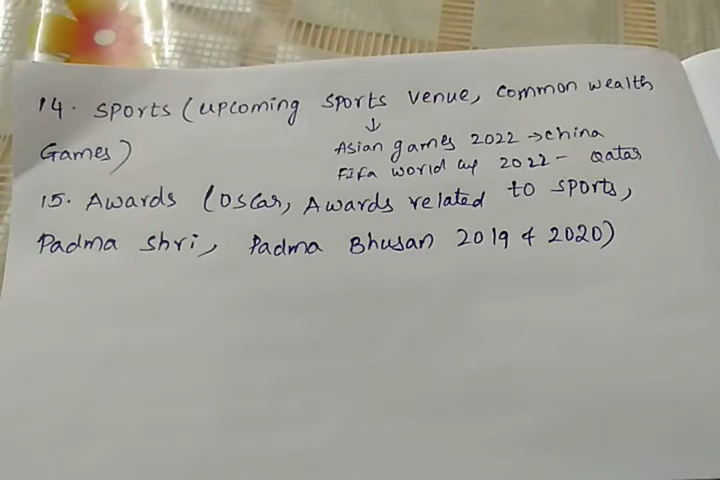 14. Sports (upcoming sports venue, common wealth
Games)
↓
Asian games 2022 → china
FIFA world cup 2022 - Qatar
15. Awards (Oscar, Awards related to sports,
Padma Shri, Padma Bhusan 2019 & 2020)